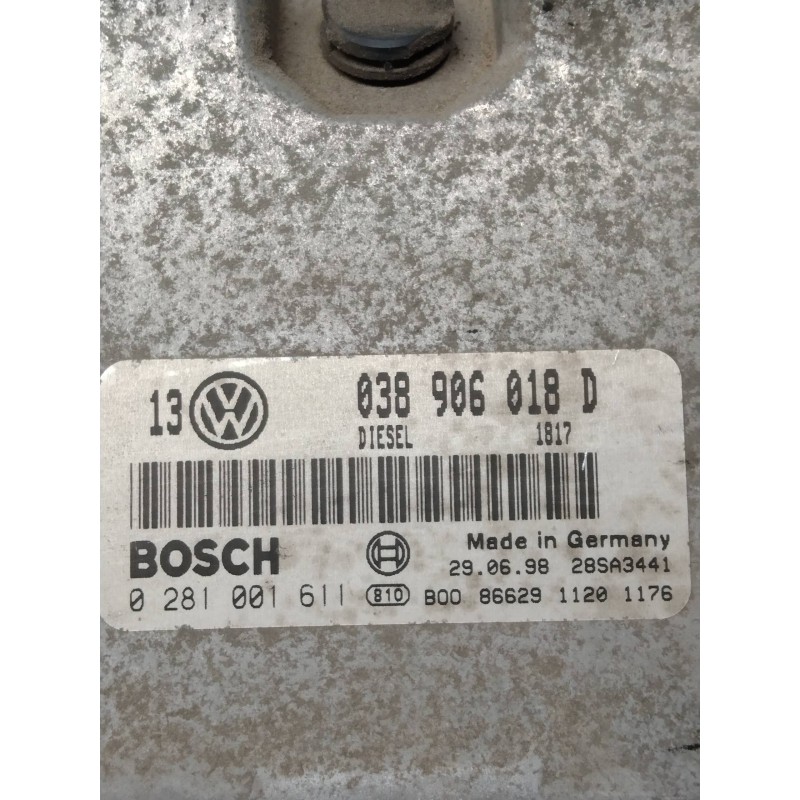 13 VW 038 906 018 D
DIESEL 1817
BOSCH Made in Germany
29.06.98 28SA3441
0 281 001 611 810 B00 86629 1120 1176